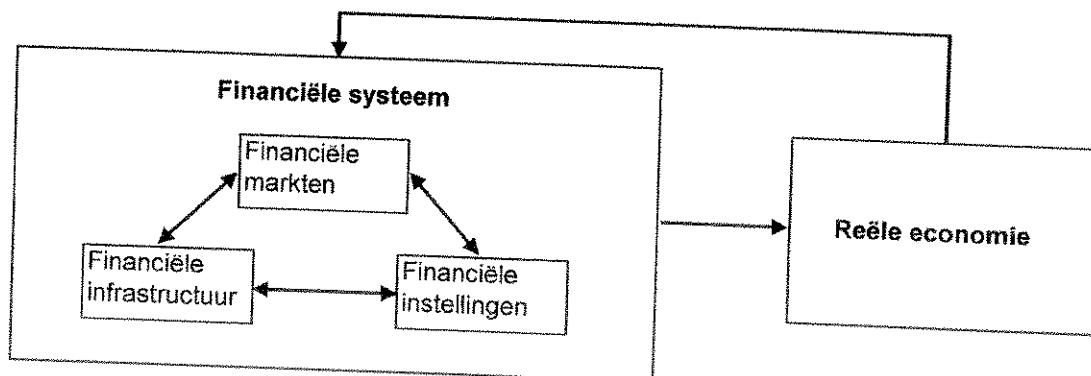 Financiële systeem
Financiële
markten
Financiële
infrastructuur
Financiële
instellingen
Reële economie